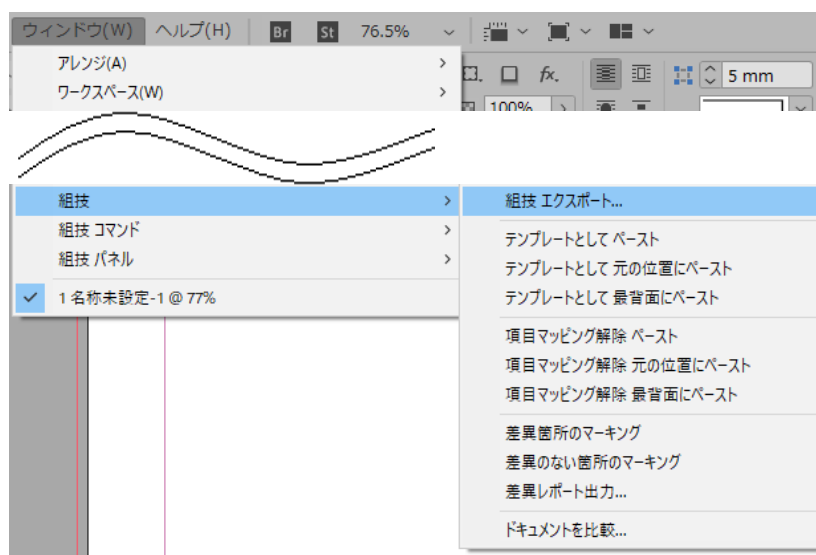 ウィンドウ(W) ヘルプ(H) Br St 76.5%
アレンジ(A)
ワークスペース(W)
fx. 5 mm
100%
組技
組技 コマンド
組技 パネル
1 名称未設定-1 @ 77%
組技 エクスポート...
テンプレートとして ペースト
テンプレートとして 元の位置にペースト
テンプレートとして 最背面にペースト
項目マッピング解除 ペースト
項目マッピング解除 元の位置にペースト
項目マッピング解除 最背面にペースト
差異箇所のマーキング
差異のない箇所のマーキング
差異レポート出力...
ドキュメントを比較...